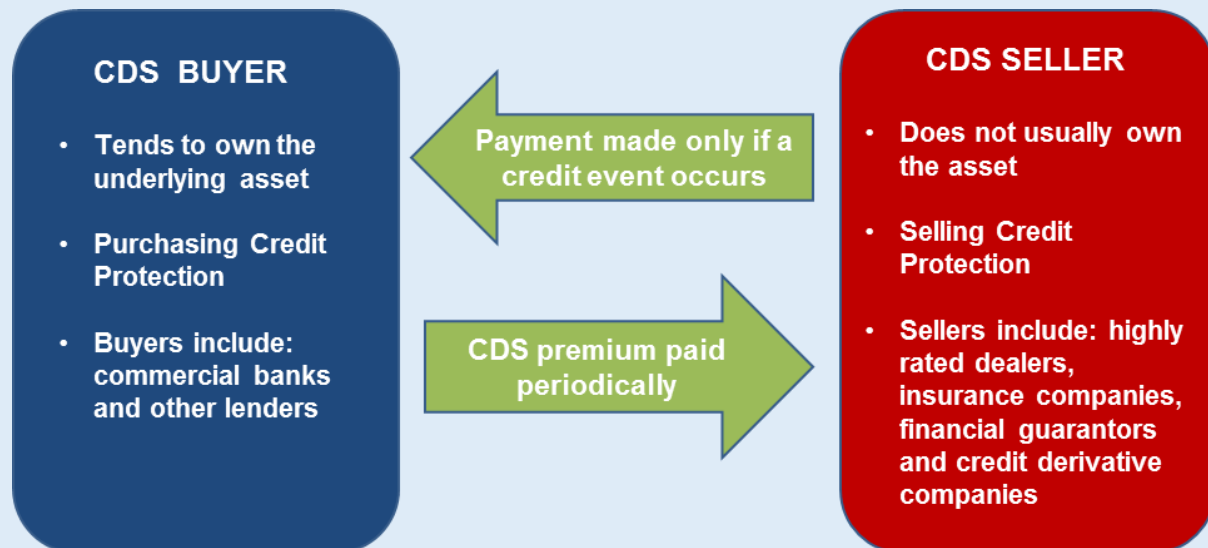 CDS BUYER
• Tends to own the
underlying asset
• Purchasing Credit
Protection
• Buyers include:
commercial banks
and other lenders
Payment made only if a
credit event occurs
CDS premium paid
periodically
CDS SELLER
• Does not usually own
the asset
• Selling Credit
Protection
• Sellers include: highly
rated dealers,
insurance companies,
financial guarantors
and credit derivative
companies